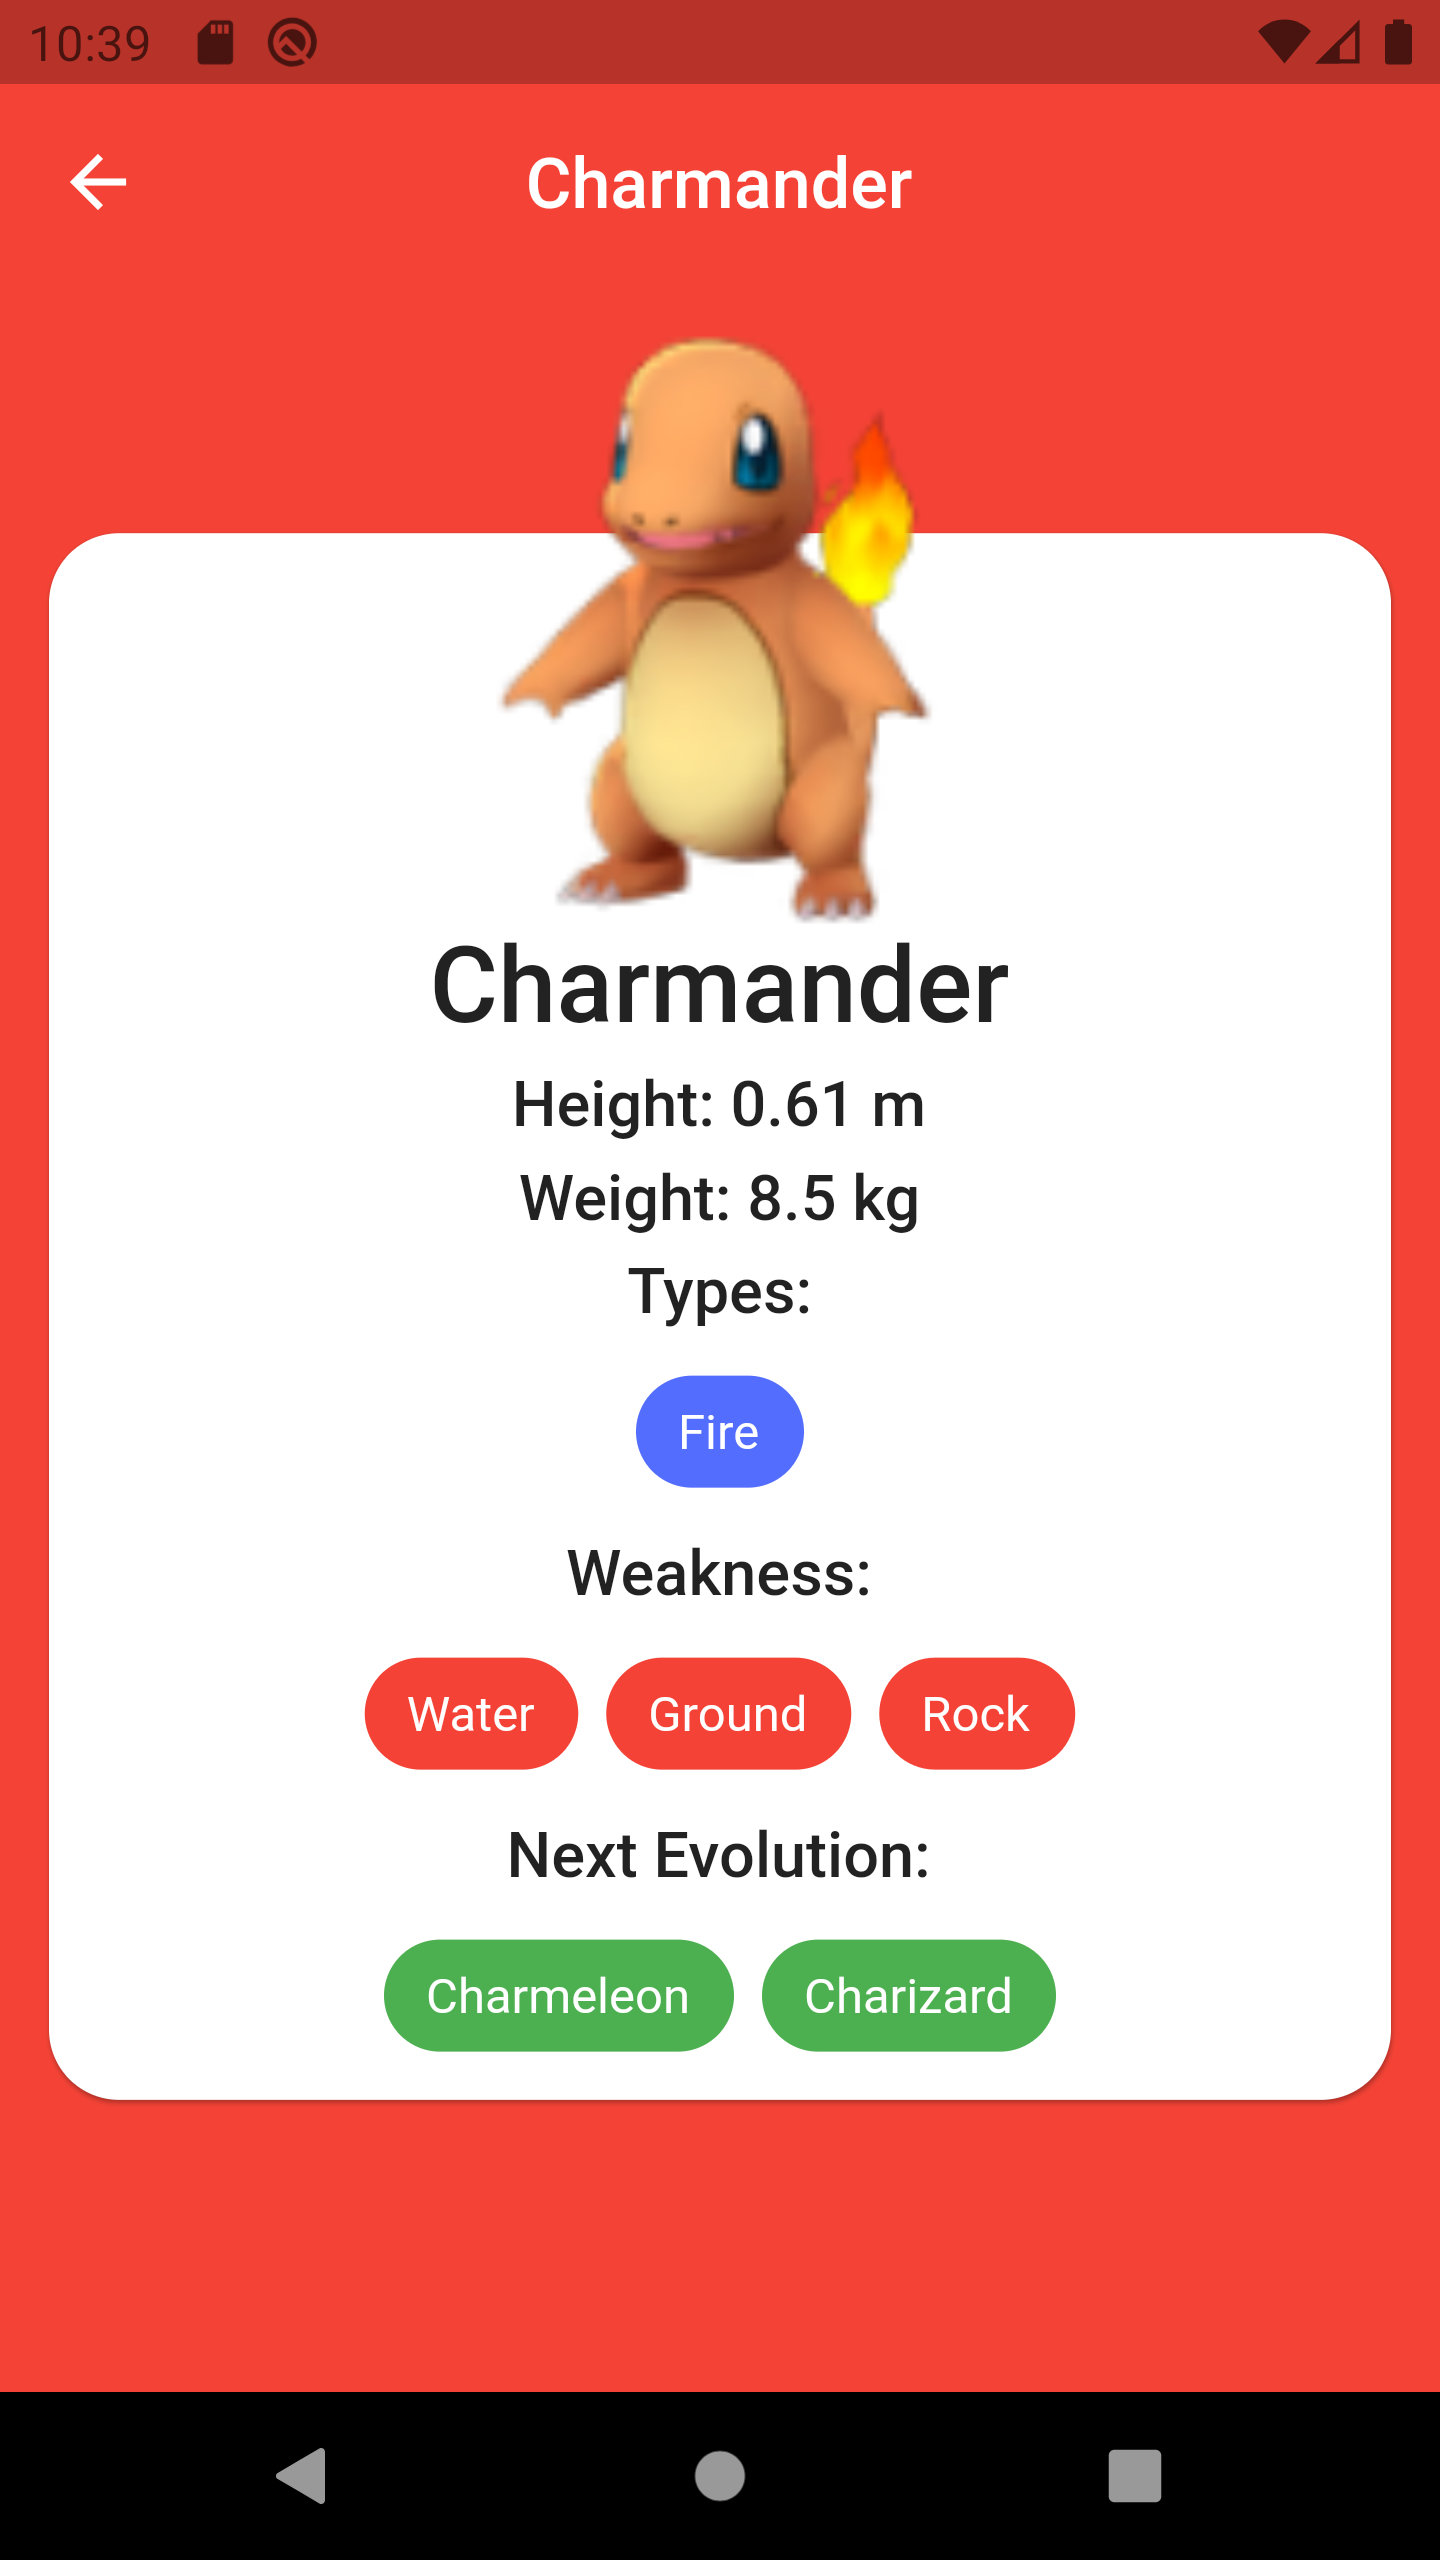 10:39
Charmander
Charmander
Height: 0.61 m
Weight: 8.5 kg
Types:
Fire
Weakness:
Water Ground Rock
Next Evolution:
Charmeleon Charizard